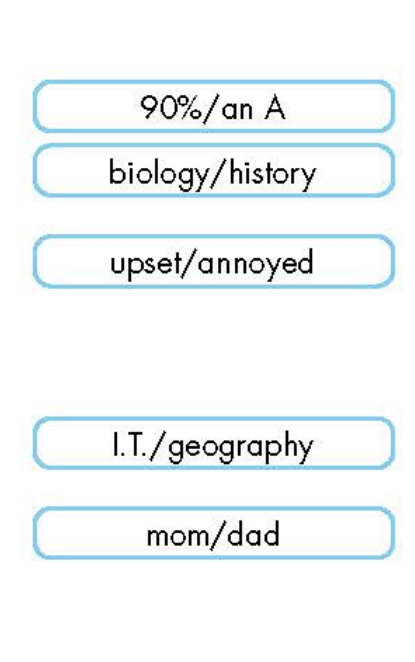 90%/an A
biology/history
upset/annoyed
I.T./geography
mom/dad